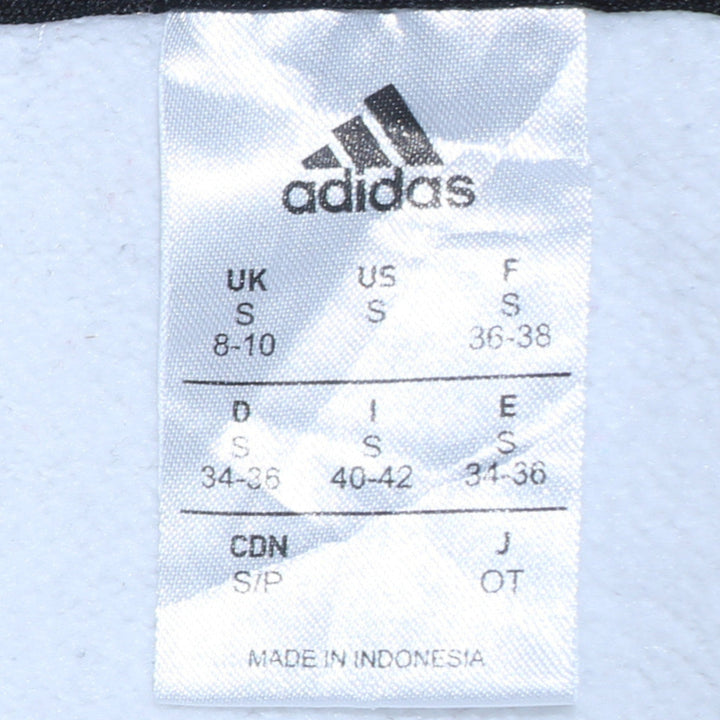 adidas
UK US F
S S S
8-10 36-38
D I E
S S S
34-36 40-42 34-36
CDN J
S/P OT
MADE IN INDONESIA